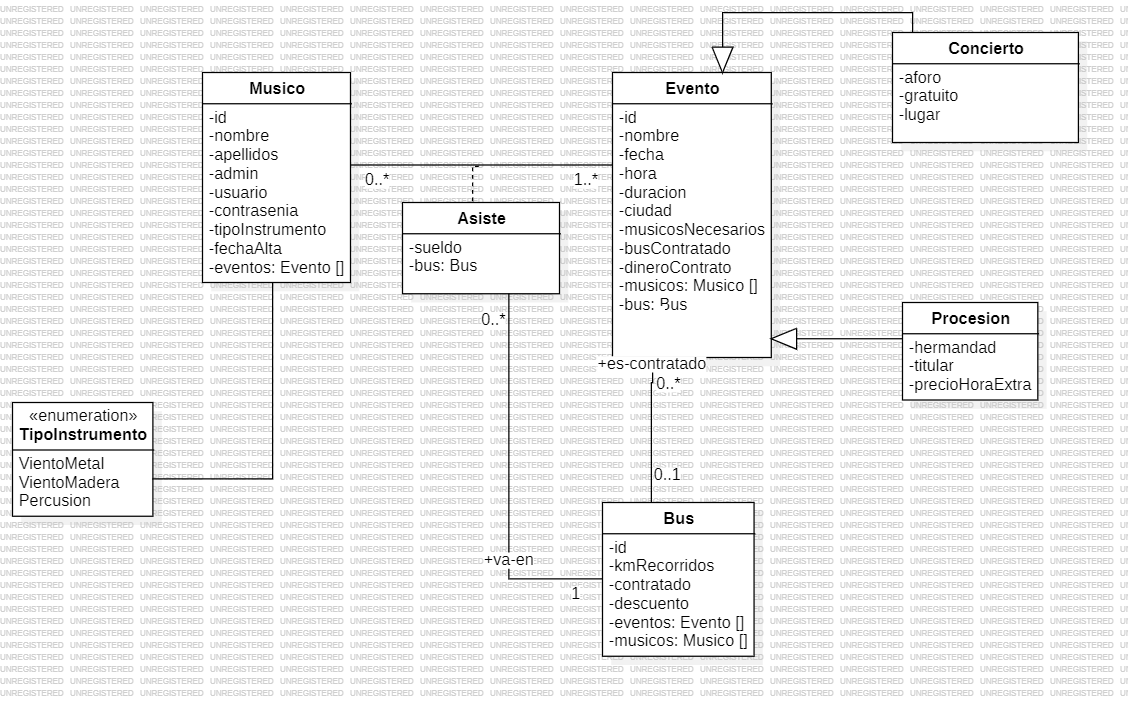 Musico
-id
-nombre
-apellidos
-admin
-usuario
-contrasenia
-tipoInstrumento
-fechaAlta
-eventos: Evento []
0..*
1..*
Asiste
-sueldo
-bus: Bus
0..*
Evento
-id
-nombre
-fecha
-hora
-duracion
-ciudad
-musicosNecesarios
-busContratado
-dineroContrato
-musicos: Musico []
-bus: Bus
+es-contratado
0..*
Concierto
-aforo
-gratuito
-lugar
Procesion
-hermandad
-titular
-precioHoraExtra
«enumeration»
TipoInstrumento
VientoMetal
VientoMadera
Percusion
0..1
Bus
-id
-kmRecorridos
-contratado
-descuento
-eventos: Evento []
-musicos: Musico []
+va-en
1
UNREGISTERED